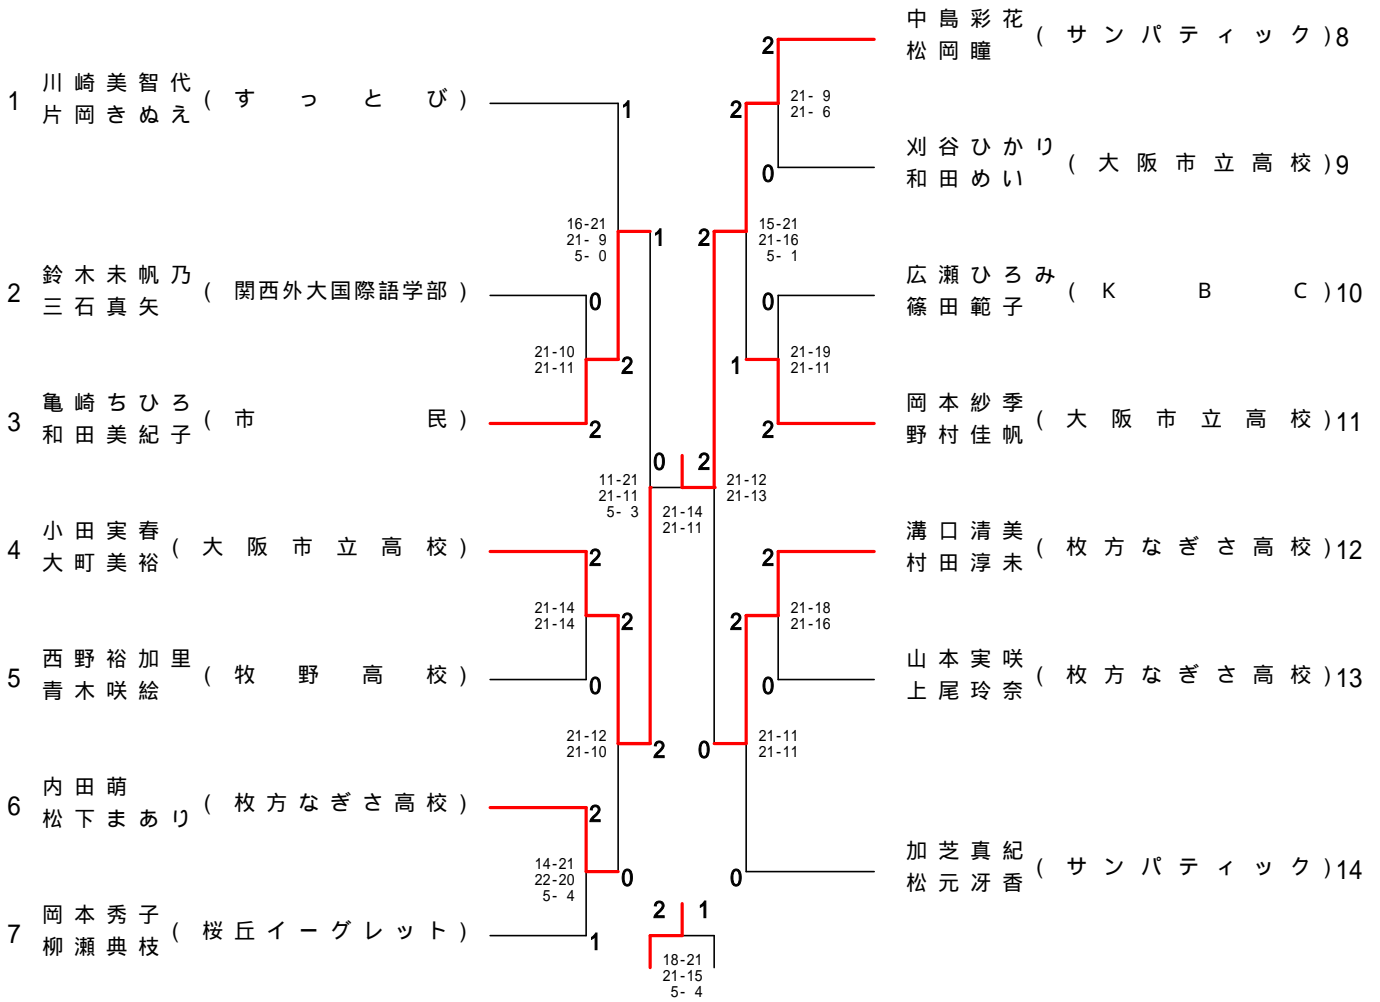 1 川崎美智代
片岡きぬえ (すっとび)
2 鈴木未帆乃
三石真矢 (関西外大国際語学部)
3 亀崎ちひろ
和田美紀子 (市民)
4 小田実春
大町美裕 (大阪市立高校)
5 西野裕加里
青木咲絵 (牧野高校)
6 内田萌
松下まあり (枚方なぎさ高校)
7 岡本秀子
柳瀬典枝 (桜丘イーグレット)
1
16-21
21- 9
5- 0
1
0
21-10
21-11
2
2
0
11-21
21-11
5- 3
2
21-14
21-14
2
0
21-12
21-10
2
2
14-21
22-20
5- 4
0
1
21-14
21-11
2 1
18-21
21-15
5- 4
2
21- 9
21- 6
2
0
15-21
21-16
5- 1
2
0
21-19
21-11
1
2
2
21-12
21-13
2
21-18
21-16
2
0
21-11
21-11
0
0
中島彩花
松岡瞳 (サンパティック) 8
刈谷ひかり
和田めい (大阪市立高校) 9
広瀬ひろみ
篠田範子 (KBC) 10
岡本紗季
野村佳帆 (大阪市立高校) 11
溝口清美
村田淳未 (枚方なぎさ高校) 12
山本実咲
上尾玲奈 (枚方なぎさ高校) 13
加芝真紀
松元冴香 (サンパティック) 14